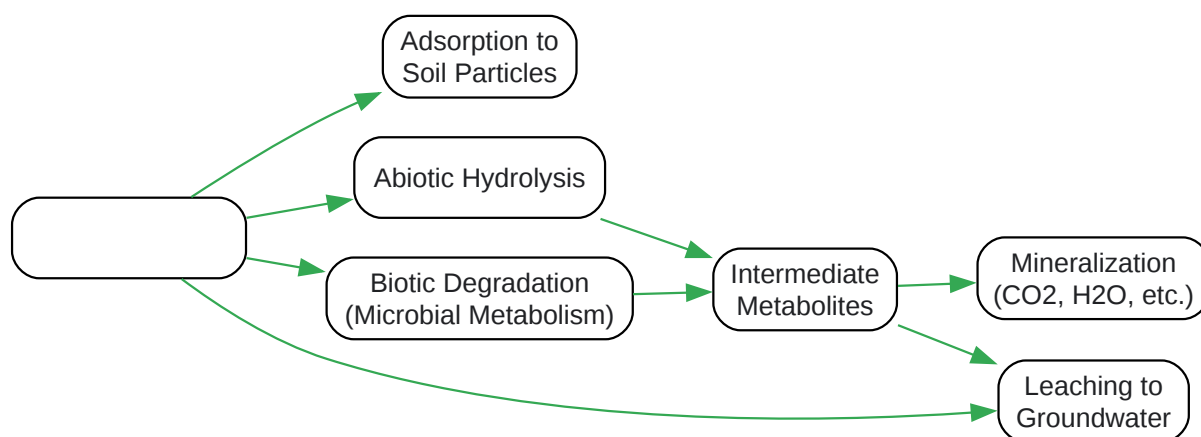 Adsorption to
Soil Particles
Abiotic Hydrolysis
Biotic Degradation
(Microbial Metabolism)
Intermediate
Metabolites
Mineralization
(CO2, H2O, etc.)
Leaching to
Groundwater